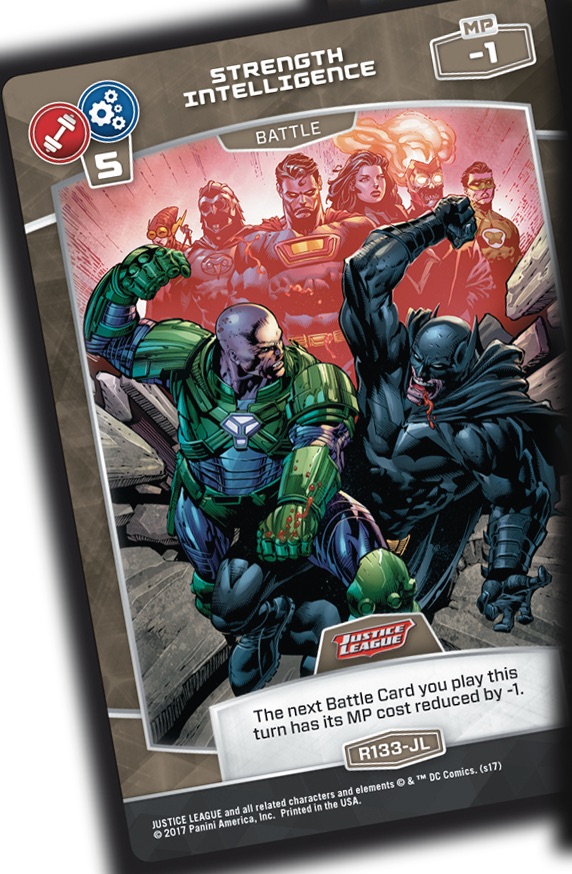 STRENGTH
INTELLIGENCE
MP
-1
5
BATTLE
JUSTICE
LEAGUE
The next Battle Card you play this
turn has its MP cost reduced by -1.
R133-JL
JUSTICE LEAGUE and all related characters and elements © & ™ DC Comics. (s17)
© 2017 Panini America, Inc. Printed in the USA.